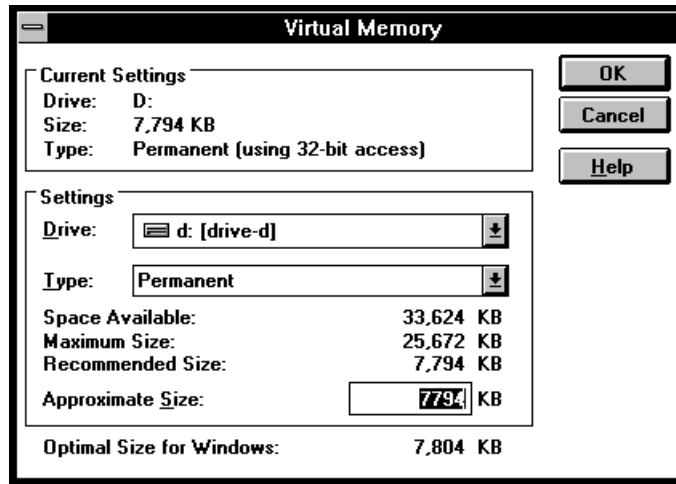 Virtual Memory
Current Settings
Drive: D:
Size: 7,794 KB
Type: Permanent (using 32-bit access)
OK
Cancel
Help
Settings
Drive: d: [drive-d]
Type: Permanent
Space Available: 33,624 KB
Maximum Size: 25,672 KB
Recommended Size: 7,794 KB
Approximate Size: 7794 KB
Optimal Size for Windows: 7,804 KB